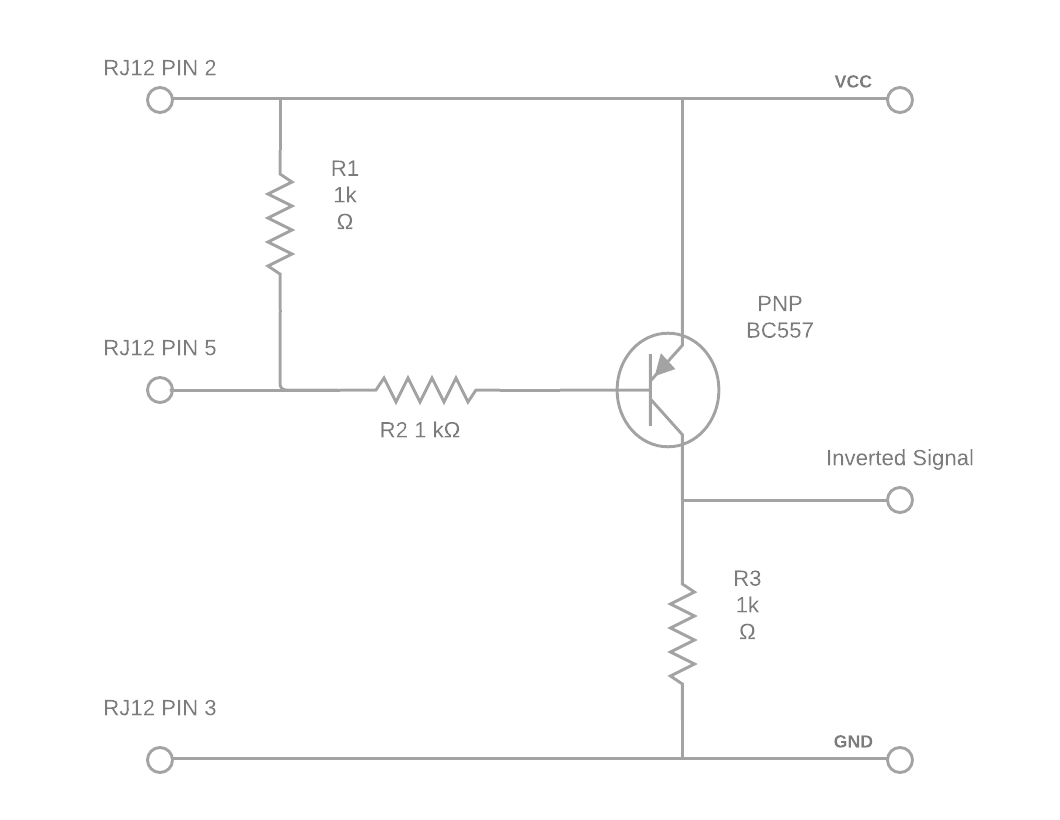 RJ12 PIN 2
VCC
R1
1k
Ω
PNP
BC557
RJ12 PIN 5
R2 1 kΩ
Inverted Signal
R3
1k
Ω
RJ12 PIN 3
GND